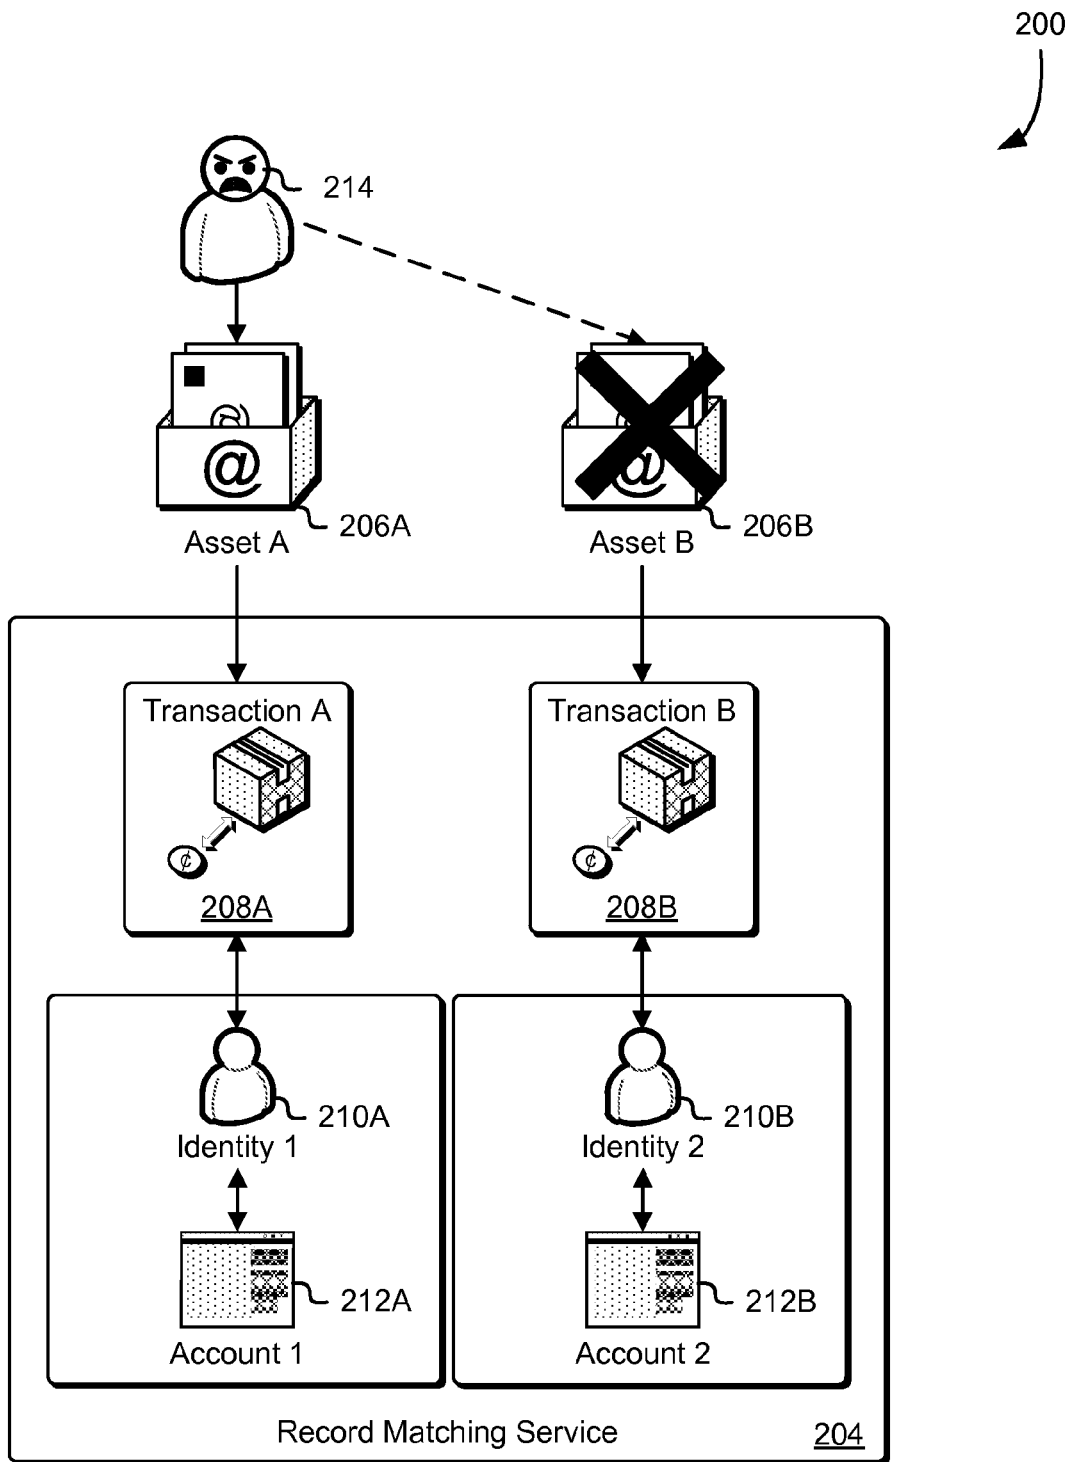 200
214
@
@
@
206A
206B
Asset A
Asset B
Transaction A
Transaction B
¢
¢
208A
208B
210A
210B
Identity 1
Identity 2
212A
212B
Account 1
Account 2
Record Matching Service
204